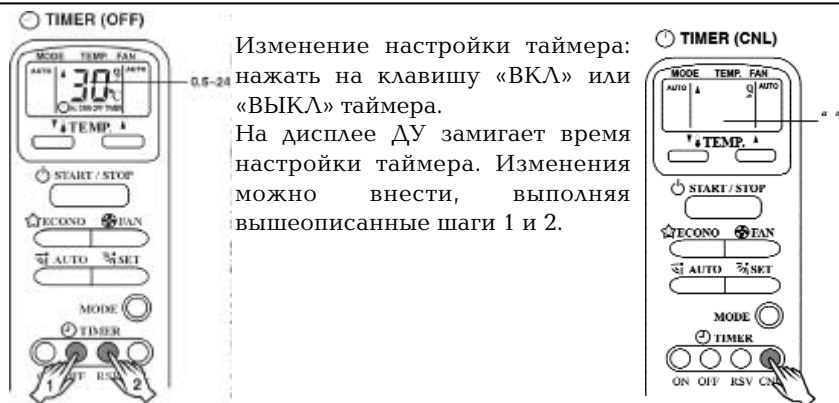 TIMER (OFF)
MODE TEMP. FAN
AUTO AUTO
30°C
0.5~24
TEMP.
START / STOP
ECONO FAN
AUTO SET
MODE
TIMER
1 2
Изменение настройки таймера:
нажать на клавишу «ВКЛ» или
«ВЫКЛ» таймера.
На дисплее ДУ замигает время
настройки таймера. Изменения
можно внести, выполняя
вышеописанные шаги 1 и 2.
TIMER (CNL)
MODE TEMP. FAN
AUTO AUTO
TEMP.
START / STOP
ECONO FAN
AUTO SET
MODE
TIMER
ON OFF RSV